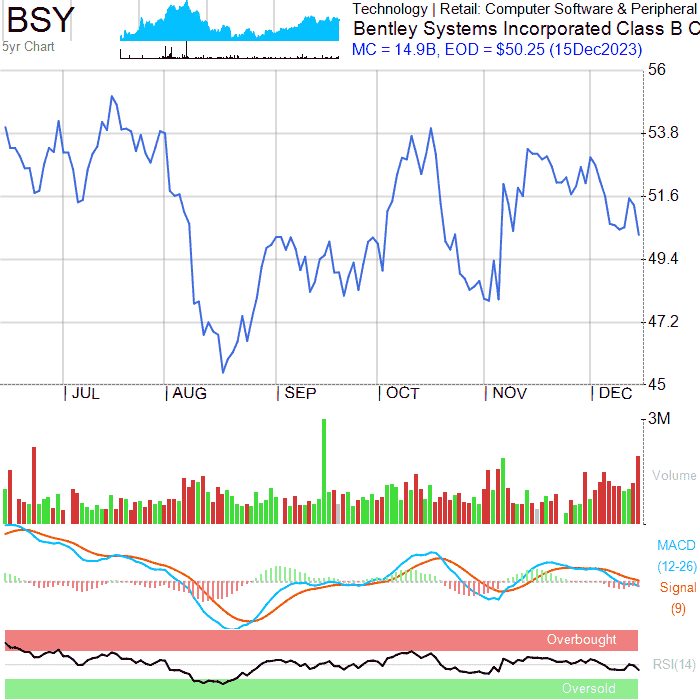 BSY
5yr Chart
Technology | Retail: Computer Software & Peripheral
Bentley Systems Incorporated Class B C
MC = 14.9B, EOD = $50.25 (15Dec2023)
56
53.8
51.6
49.4
47.2
45
JUL AUG SEP OCT NOV DEC
3M
Volume
MACD
(12-26)
Signal
(9)
Overbought
RSI(14)
Oversold